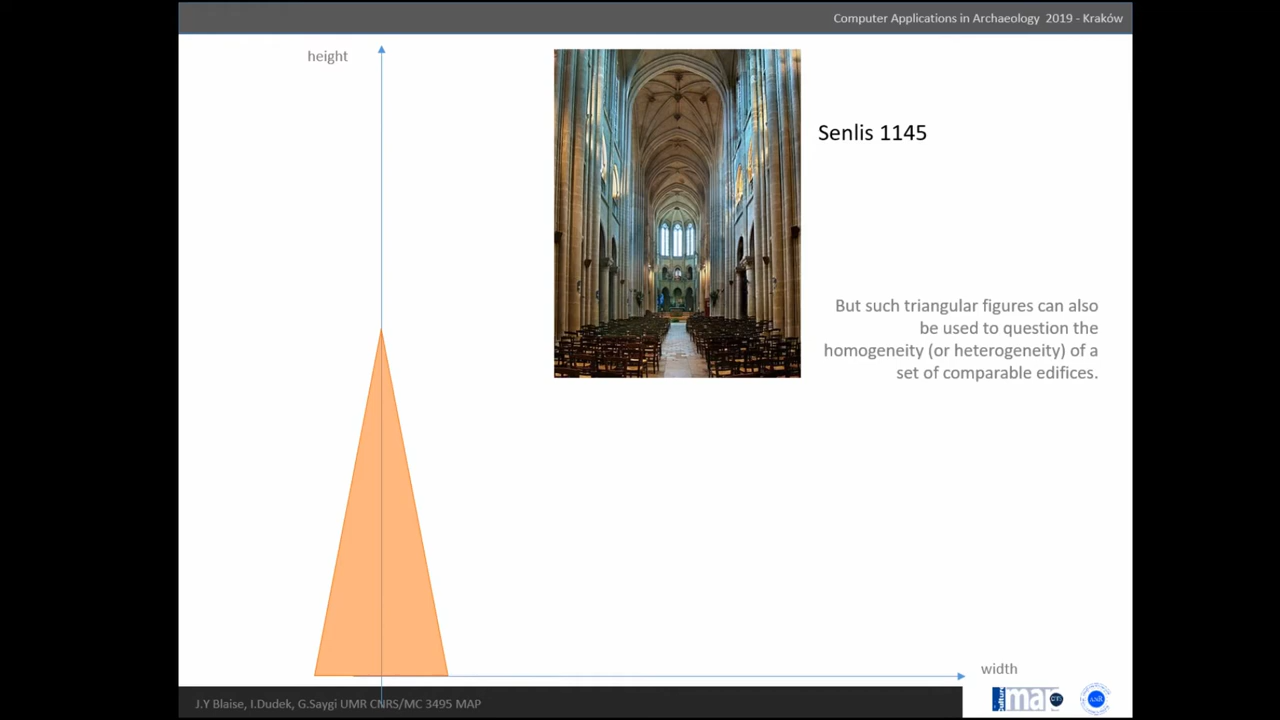 Computer Applications in Archaeology 2019 - Kraków
height
Senlis 1145
But such triangular figures can also
be used to question the
homogeneity (or heterogeneity) of a
set of comparable edifices.
width
J.Y Blaise, I.Dudek, G.Saygi UMR CNRS/MC 3495 MAP